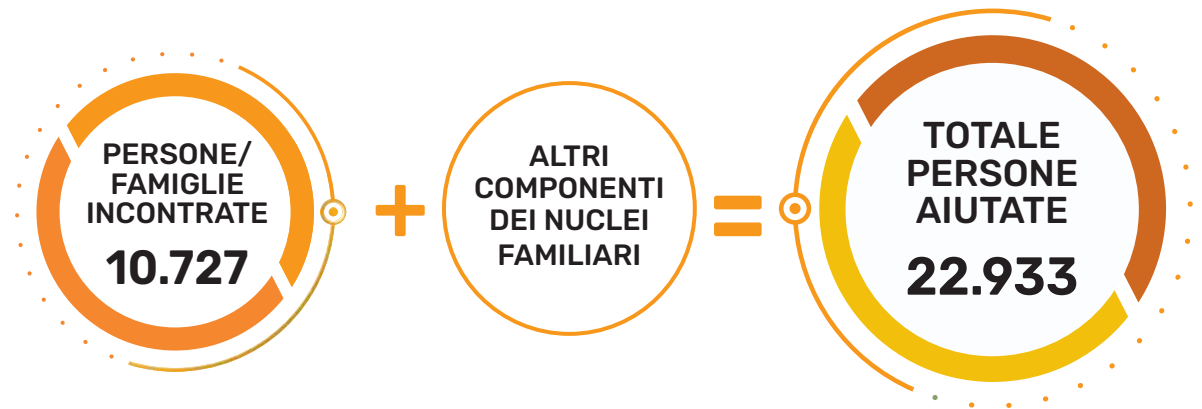 PERSONE/
FAMIGLIE
INCONTRATE
10.727
+
ALTRI
COMPONENTI
DEI NUCLEI
FAMILIARI
=
TOTALE
PERSONE
AIUTATE
22.933